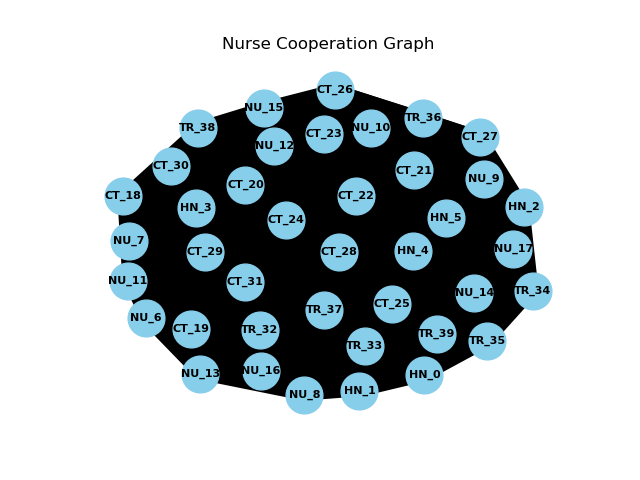 Nurse Cooperation Graph
CT_26
NU_15
TR_36
TR_38
NU_10
CT_23
CT_27
NU_12
CT_30
CT_21
NU_9
CT_20
CT_18
CT_22
HN_2
HN_3
HN_5
CT_24
NU_7
NU_17
HN_4
CT_29
CT_28
NU_11
CT_31
TR_34
NU_14
CT_25
TR_37
NU_6
CT_19
TR_32
TR_39
TR_35
TR_33
NU_16
NU_13
HN_0
HN_1
NU_8